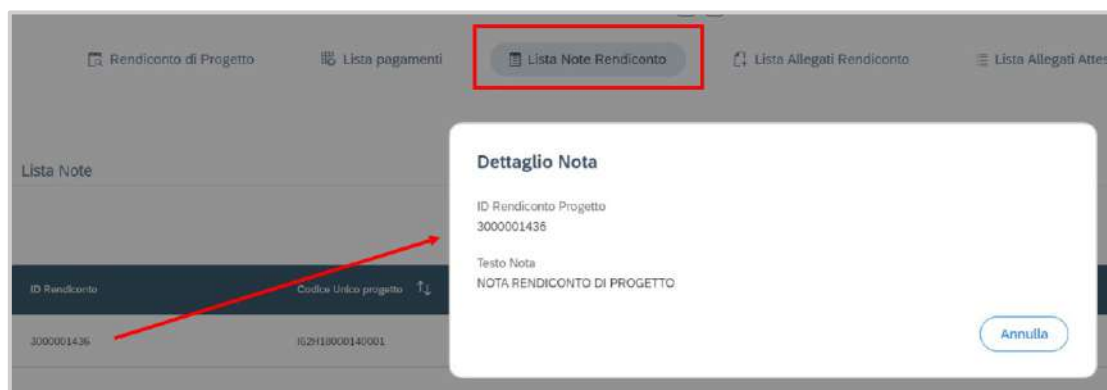 Rendiconto di Progetto
Lista pagamenti
Lista Note Rendiconto
Lista Allegati Rendiconto
Lista Allegati Attes
Lista Note
Dettaglio Nota
ID Rendiconto Progetto
3000001436
Testo Nota
NOTA RENDICONTO DI PROGETTO
Annulla
ID Rendiconto
Codice Unico progetto
3000001436
I62H18000140001